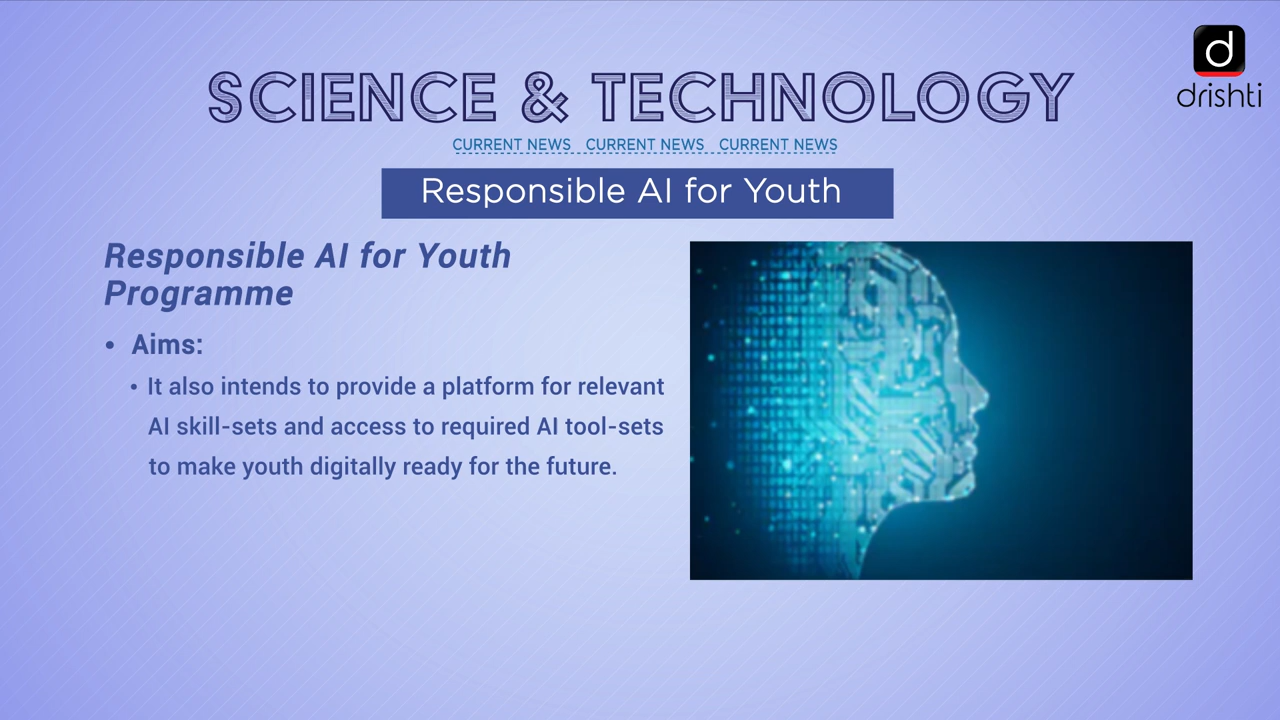 d
drishti
SCIENCE & TECHNOLOGY
CURRENT NEWS CURRENT NEWS CURRENT NEWS
Responsible AI for Youth
Responsible AI for Youth
Programme
• Aims:
• It also intends to provide a platform for relevant
AI skill-sets and access to required AI tool-sets
to make youth digitally ready for the future.